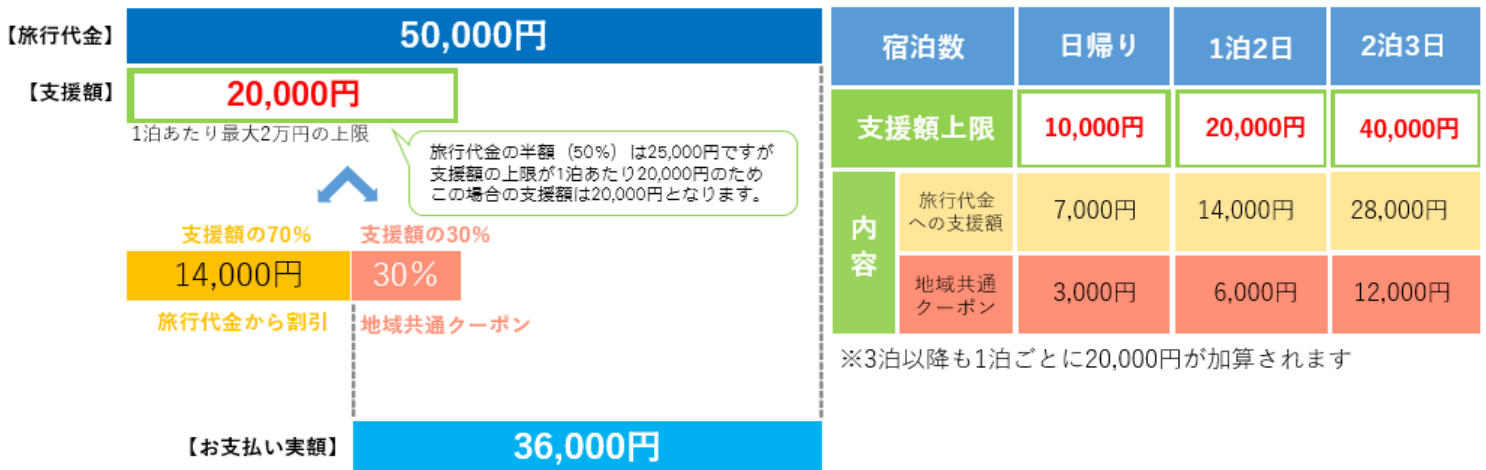 【旅行代金】
50,000円
【支援額】
20,000円
1泊あたり最大2万円の上限
旅行代金の半額（50%）は25,000円ですが
支援額の上限が1泊あたり20,000円のため
この場合の支援額は20,000円となります。
支援額の70%
支援額の30%
14,000円
30%
旅行代金から割引
地域共通クーポン
【お支払い実額】
36,000円
宿泊数
日帰り
1泊2日
2泊3日
支援額上限
10,000円
20,000円
40,000円
内容
旅行代金
への支援額
7,000円
14,000円
28,000円
地域共通
クーポン
3,000円
6,000円
12,000円
※3泊以降も1泊ごとに20,000円が加算されます